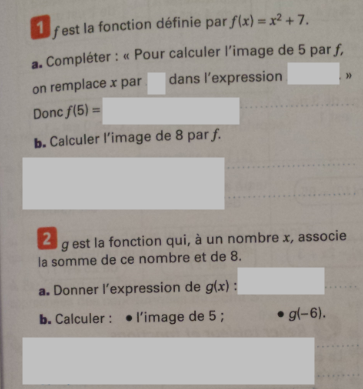 1 f est la fonction définie par f(x) = x² + 7.
a. Compléter : « Pour calculer l'image de 5 par f,
on remplace x par dans l'expression . »
Donc f(5) =
b. Calculer l'image de 8 par f.
2 g est la fonction qui, à un nombre x, associe
la somme de ce nombre et de 8.
a. Donner l'expression de g(x) :
b. Calculer : • l'image de 5 ; • g(−6).